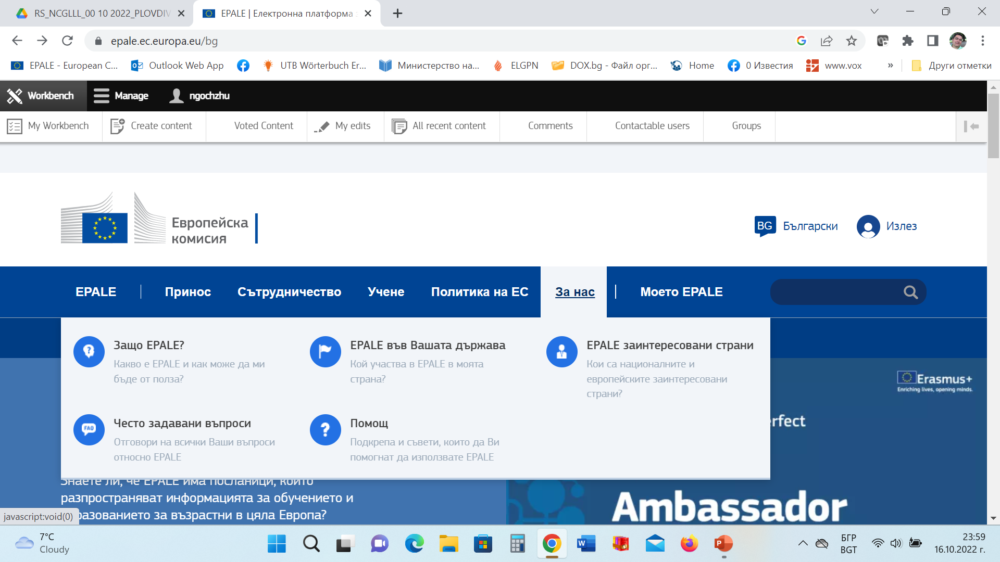 RS_NCGLLL_00 10 2022_PLOVDIV
EPALE | Електронна платформа
epale.ec.europa.eu/bg
EPALE - European C...
Outlook Web App
UTB Wörterbuch Er...
Министерство на...
ELGPN
DOX.bg - Файл орг...
Home
0 Известия
www.vox
»
Други отметки
Workbench
Manage
ngochzhu
My Workbench
Create content
Voted Content
My edits
All recent content
Comments
Contactable users
Groups
Европейска
комисия
BG Български
Излез
EPALE
Принос
Сътрудничество
Учене
Политика на ЕС
За нас
Моето EPALE
Защо EPALE?
Какво е EPALE и как може да ми
бъде от полза?
EPALE във Вашата държава
Кой участва в EPALE в моята
страна?
EPALE заинтересовани страни
Кои са националните и
европейските заинтересовани
страни?
Често задавани въпроси
Отговори на всички Ваши въпроси
относно EPALE
FAQ
Помощ
Подкрепа и съвети, които да Ви
помогнат да използвате EPALE
Erasmus+
Enriching lives, opening minds.
rfect
Знаете ли, че EPALE има посланици, които
разпространяват информацията за обучението и
разованието за възрастни в цяла Европа?
Ambassador
javascript:void(0)
7°C
Cloudy
БГР
BGT
23:59
16.10.2022 г.